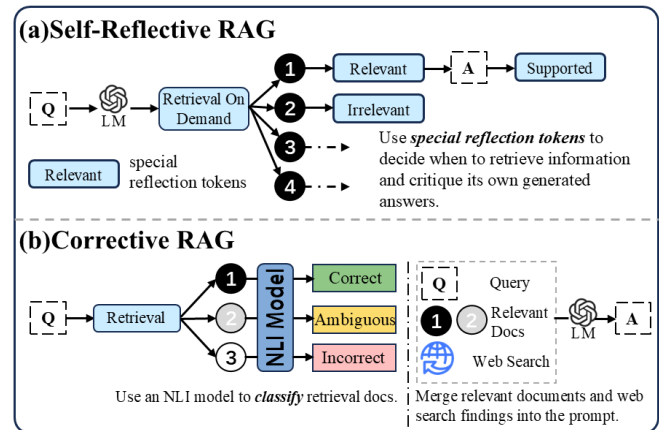 (a)Self-Reflective RAG
1
Relevant
A
Supported
Q
LM
Retrieval On
Demand
2
Irrelevant
3
4
Use special reflection tokens to
decide when to retrieve information
and critique its own generated
answers.
Relevant
special
reflection tokens
(b)Corrective RAG
Q
Retrieval
1
2
3
NLI Model
Correct
Ambiguous
Incorrect
Use an NLI model to classify retrieval docs.
Q
Query
1
2
Relevant
Docs
Web Search
LM
A
Merge relevant documents and web
search findings into the prompt.